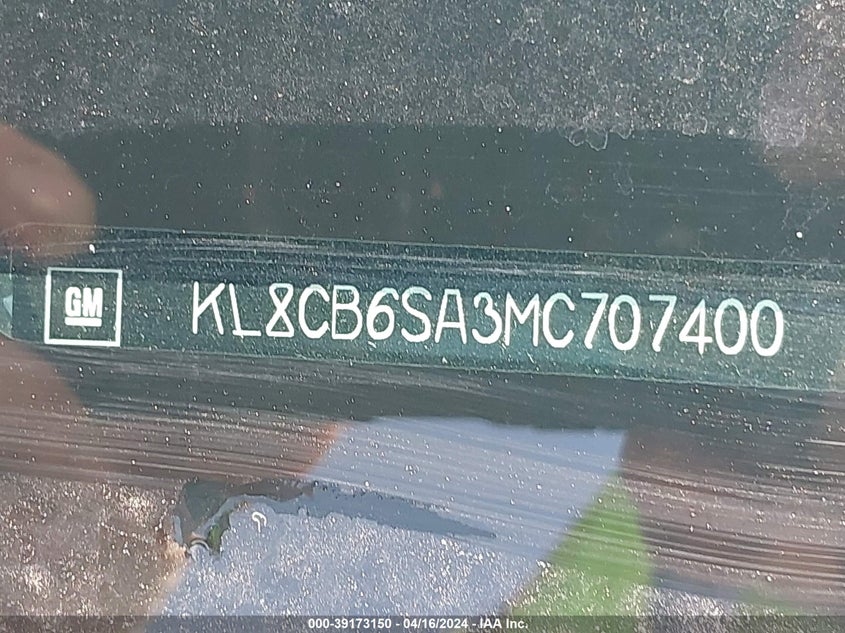 GM KL8CB6SA3MC707400
000-39173150 - 04/16/2024 - IAA Inc.